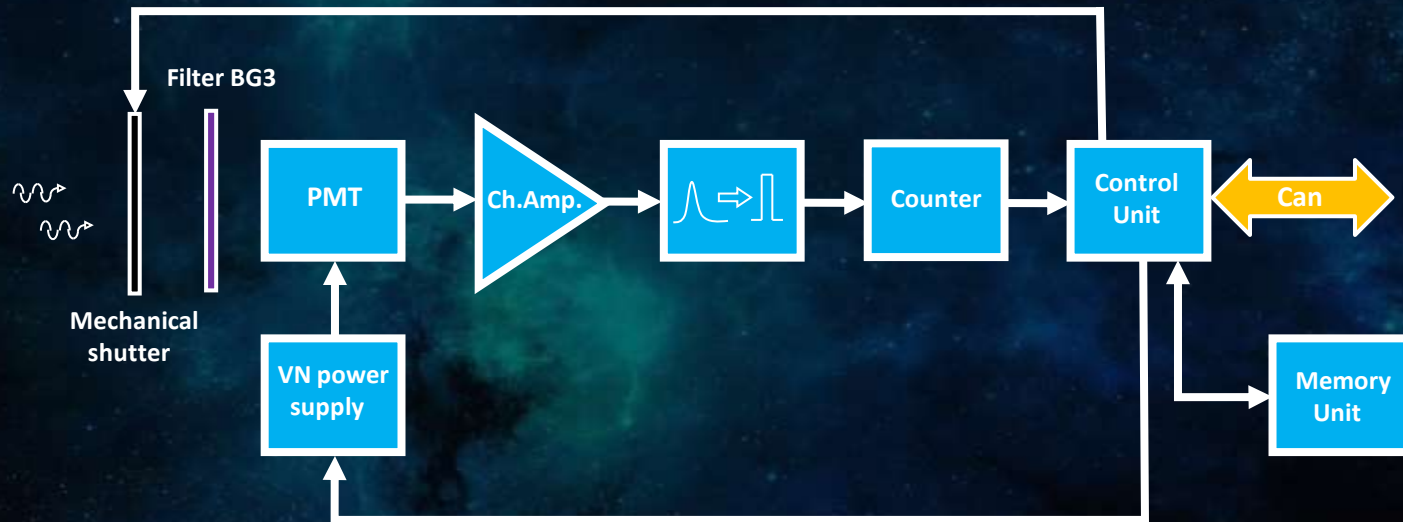 Filter BG3
PMT
Ch.Amp.
Counter
Control
Unit
Can
Mechanical
shutter
VN power
supply
Memory
Unit